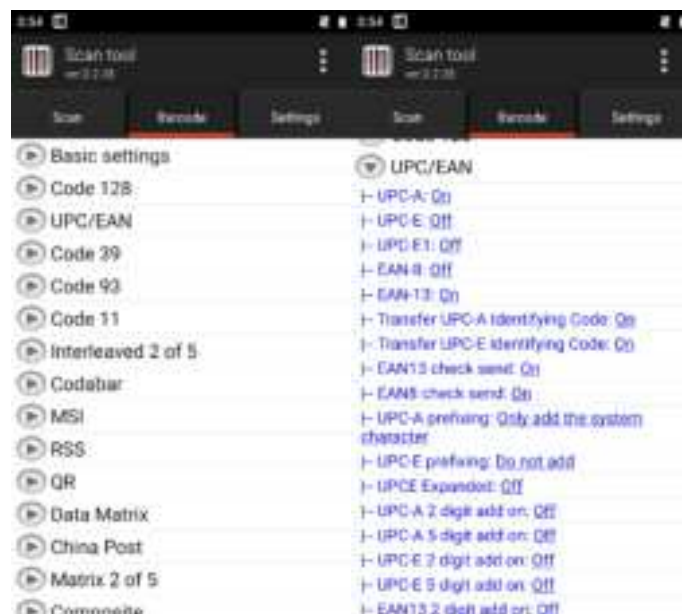 3:54
Scan tool
Scan
Barcode
Settings
Basic settings
Code 128
UPC/EAN
Code 39
Code 93
Code 11
Interleaved 2 of 5
Codabar
MSI
RSS
QR
Data Matrix
China Post
Matrix 2 of 5
Composite
3:54
Scan tool
Scan
Barcode
Settings
UPC/EAN
UPC-A: On
UPC-E: Off
UPC-E1: Off
EAN-8: Off
EAN-13: On
Transfer UPC-A Identifying Code: On
Transfer UPC-E Identifying Code: On
EAN13 check send: On
EAN8 check send: On
UPC-A prefixing: Only add the system
character
UPC-E prefixing: Do not add
UPCE Expanded: Off
UPC-A 2 digit add on: Off
UPC-A 5 digit add on: Off
UPC-E 2 digit add on: Off
UPC-E 5 digit add on: Off
EAN13 2 digit add on: Off